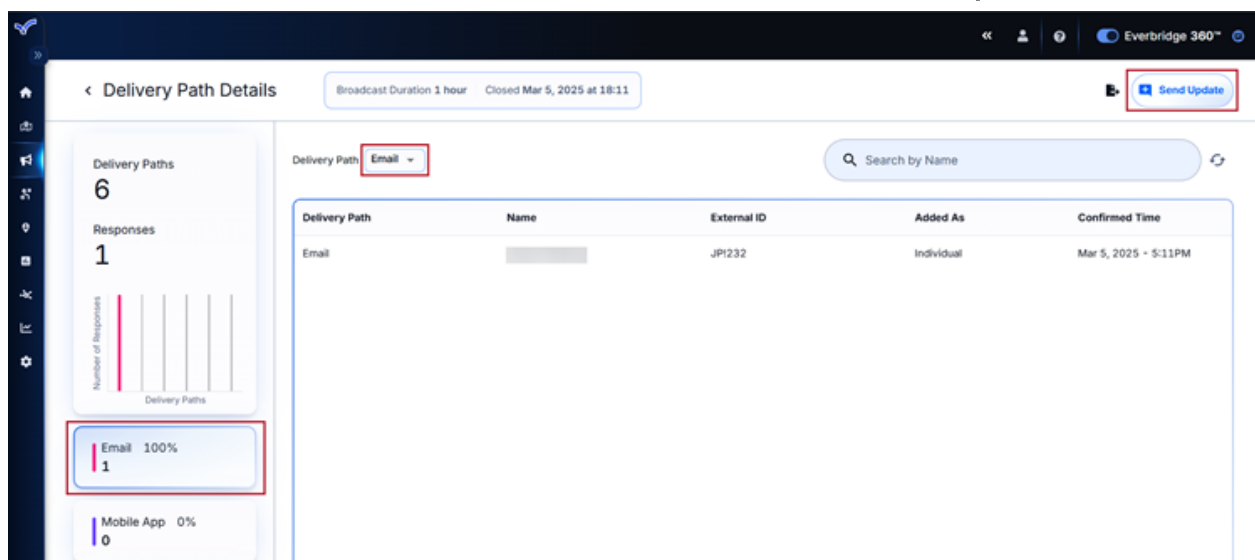 Everbridge 360™
Delivery Path Details
Broadcast Duration 1 hour Closed Mar 5, 2025 at 18:11
Send Update
Delivery Paths
6
Responses
1
Number of Responses
Delivery Paths
Email 100%
1
Mobile App 0%
0
Delivery Path Email
Search by Name
Delivery Path Name External ID Added As Confirmed Time
Email JP!232 Individual Mar 5, 2025 - 5:11PM